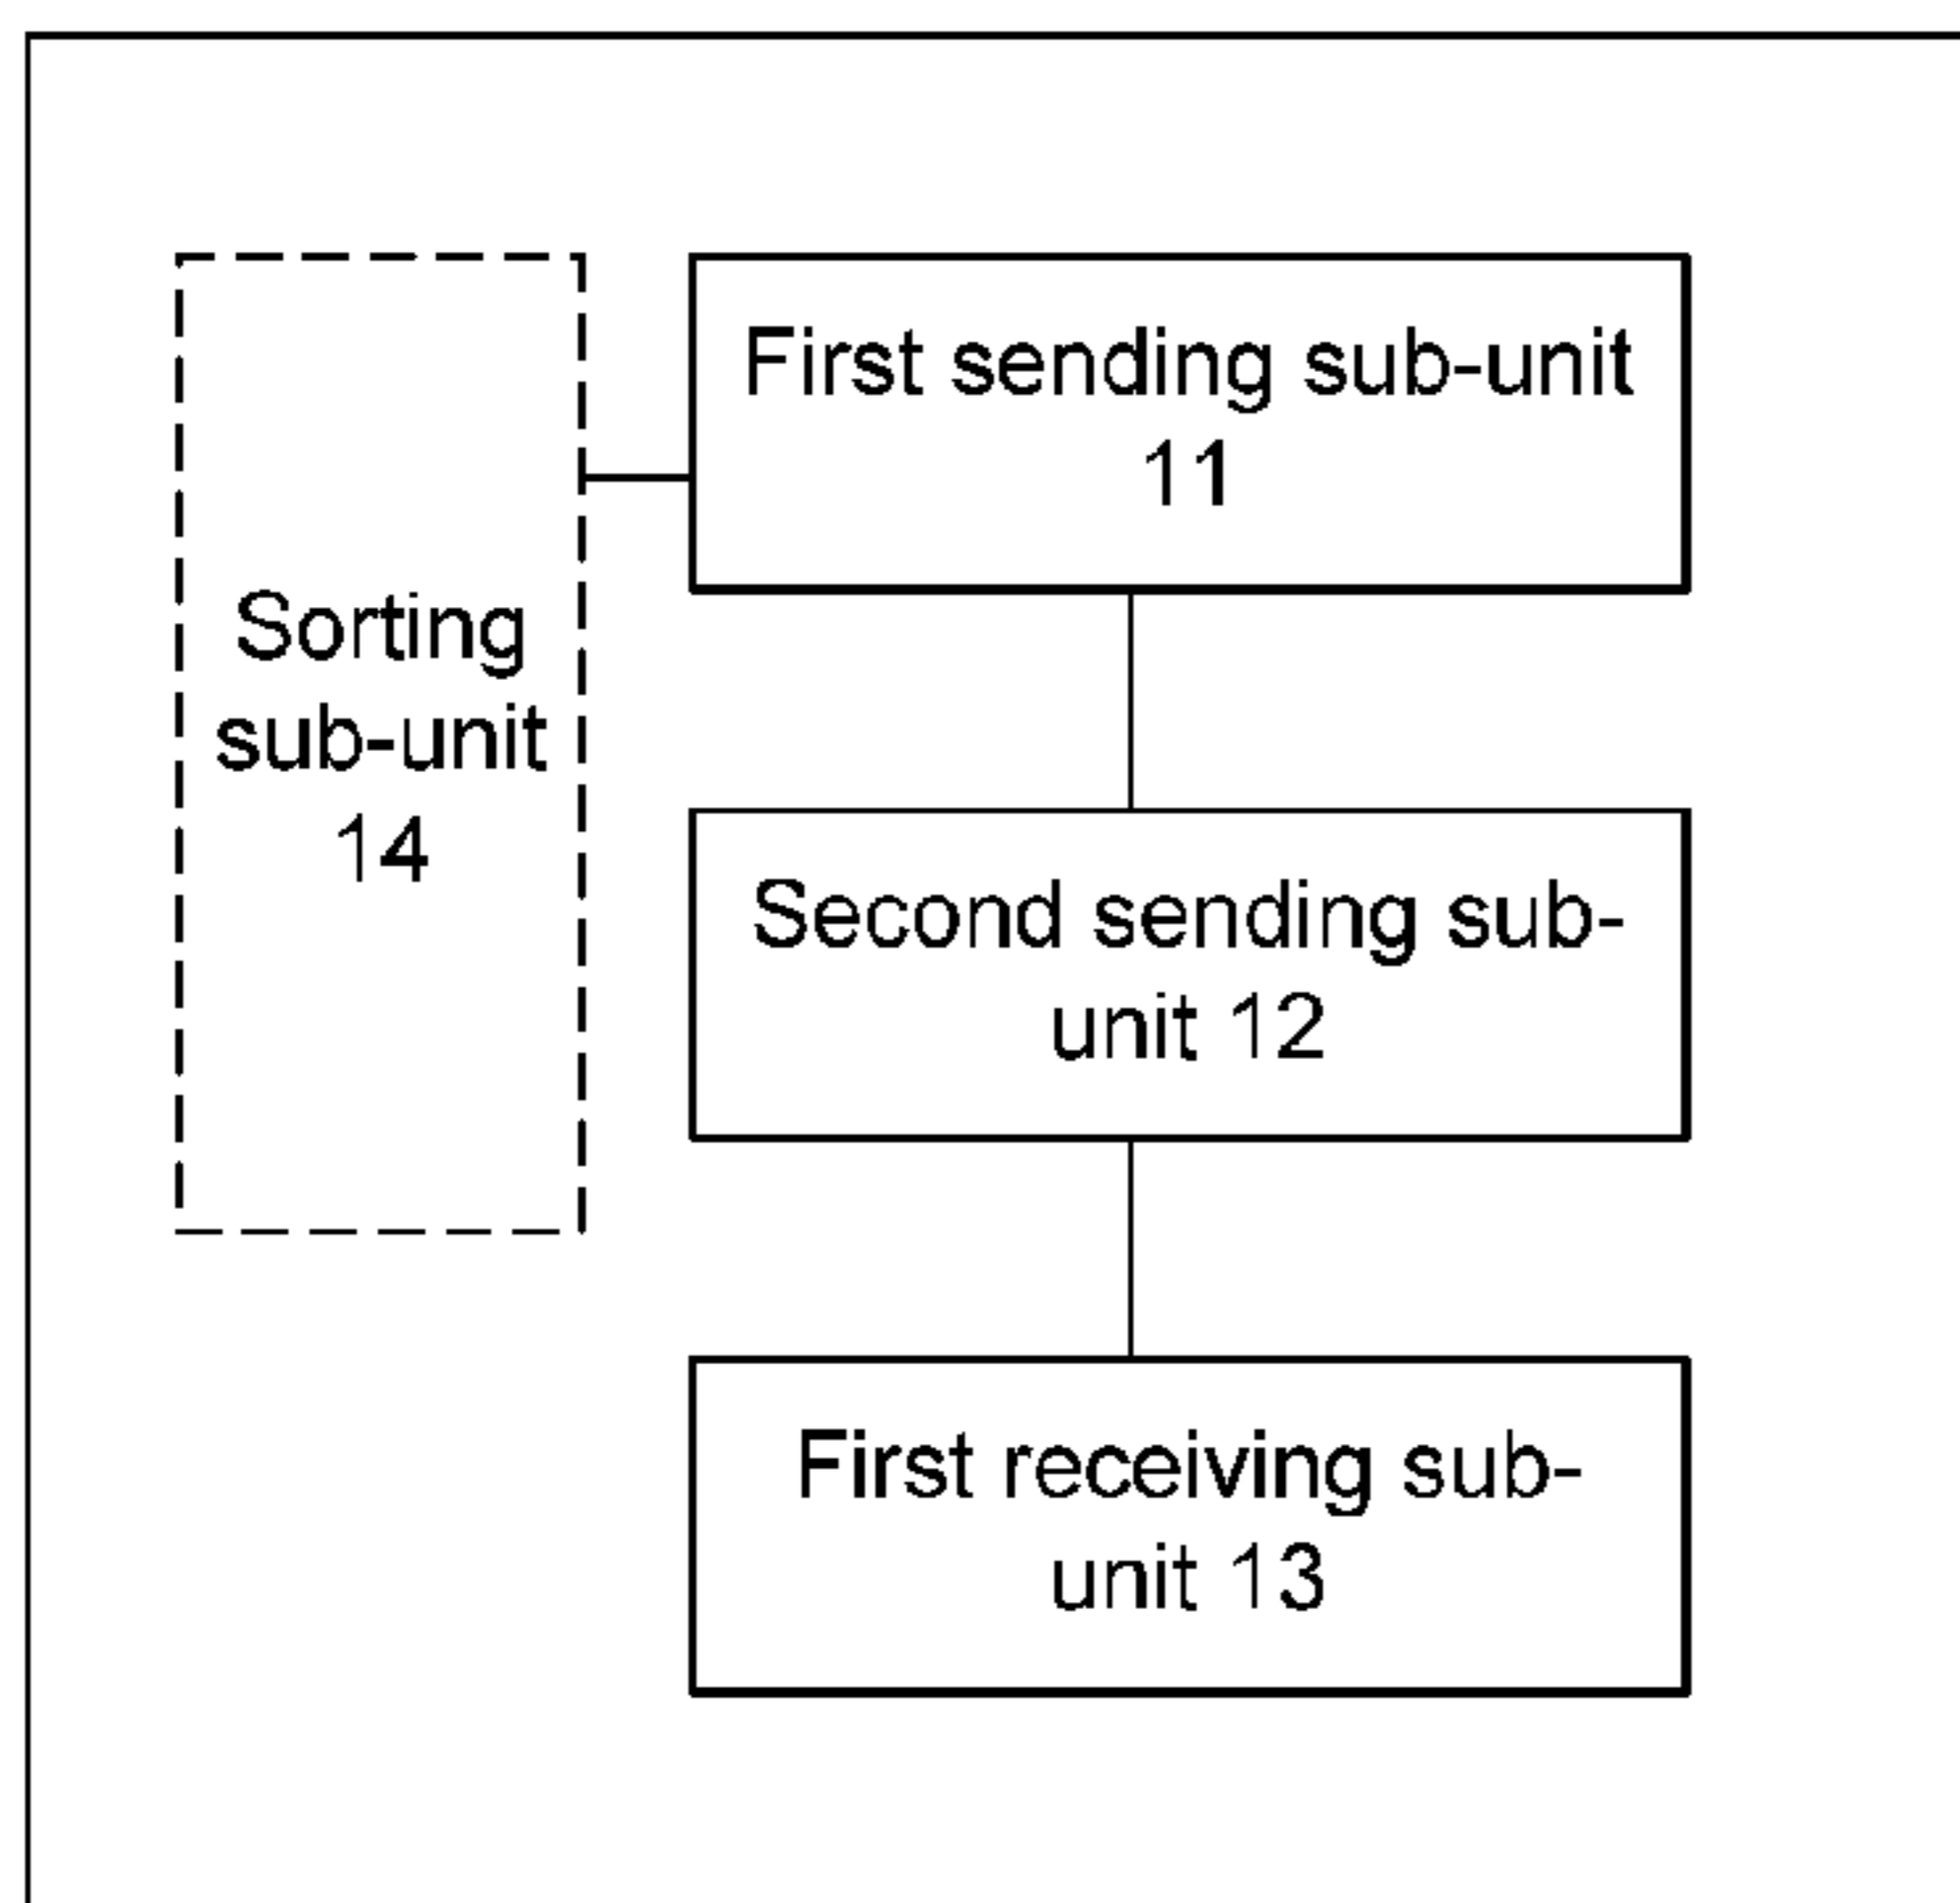 First sending sub-unit
11
Sorting
sub-unit
14
Second sending sub-
unit 12
First receiving sub-
unit 13